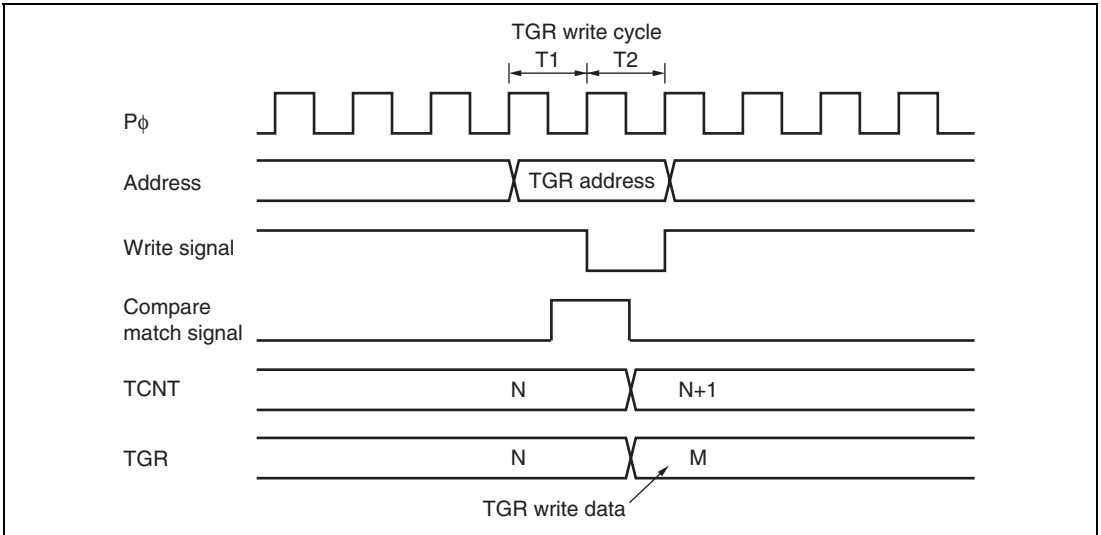 TGR write cycle
T1 T2
Pϕ
Address TGR address
Write signal
Compare
match signal
TCNT N N+1
TGR N M
TGR write data